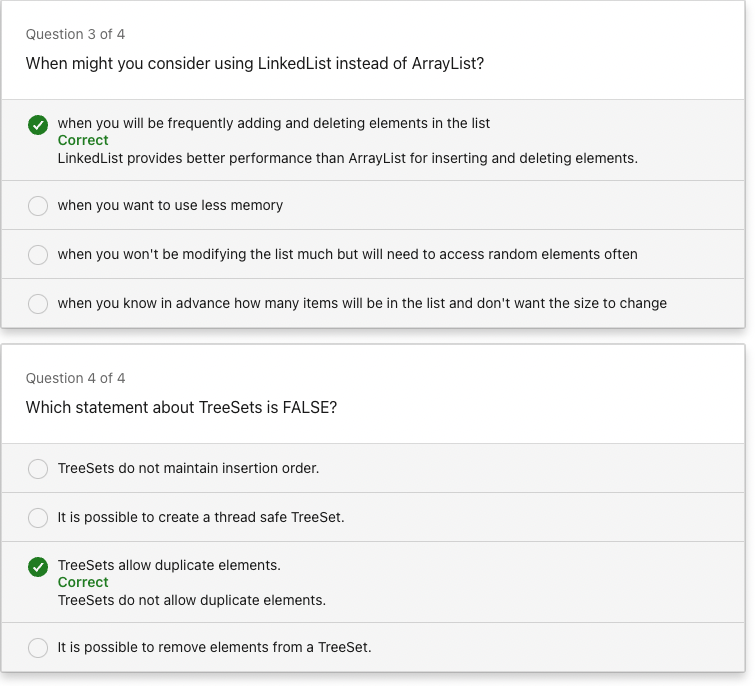 Question 3 of 4
When might you consider using LinkedList instead of ArrayList?
when you will be frequently adding and deleting elements in the list
Correct
LinkedList provides better performance than ArrayList for inserting and deleting elements.
when you want to use less memory
when you won't be modifying the list much but will need to access random elements often
when you know in advance how many items will be in the list and don't want the size to change
Question 4 of 4
Which statement about TreeSets is FALSE?
TreeSets do not maintain insertion order.
It is possible to create a thread safe TreeSet.
TreeSets allow duplicate elements.
Correct
TreeSets do not allow duplicate elements.
It is possible to remove elements from a TreeSet.